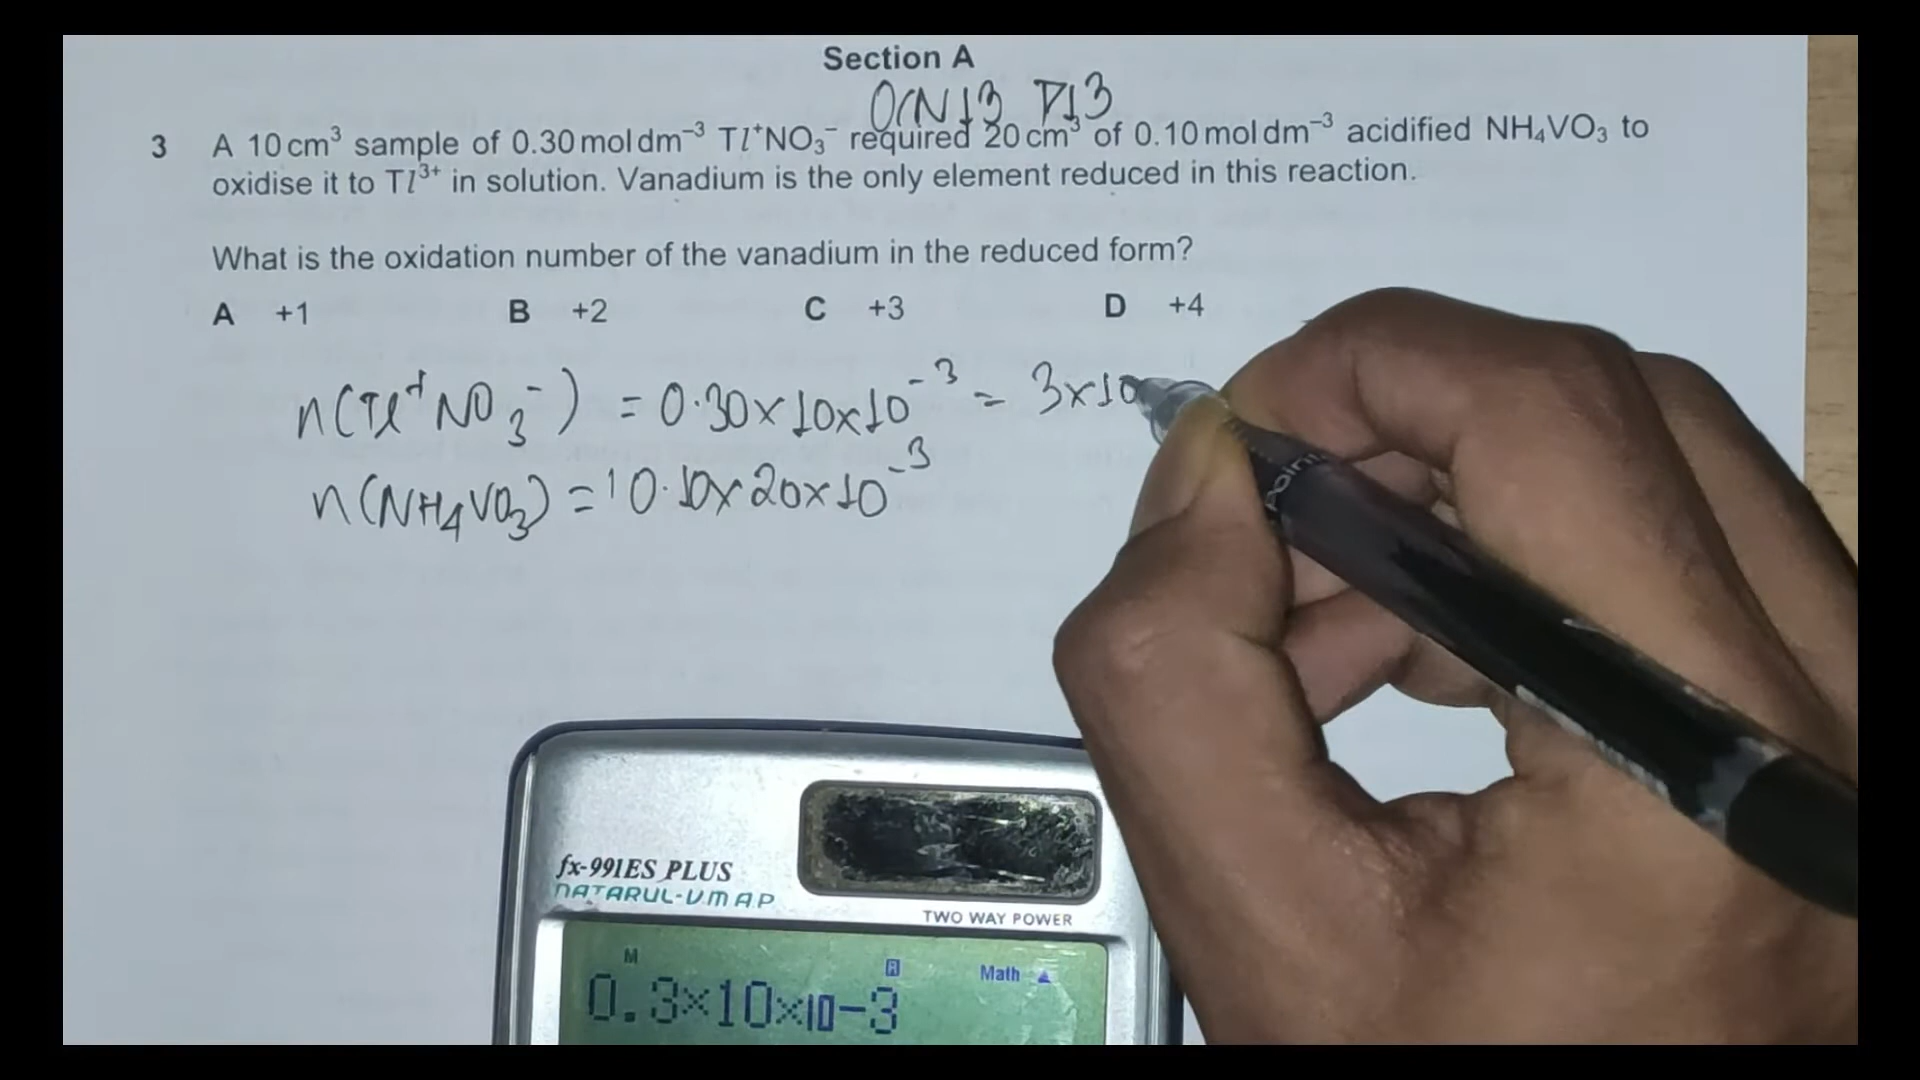 Section A
O/N 13 P13
3 A 10 cm³ sample of 0.30 mol dm⁻³ Tl⁺NO₃⁻ required 20 cm³ of 0.10 mol dm⁻³ acidified NH₄VO₃ to
oxidise it to Tl³⁺ in solution. Vanadium is the only element reduced in this reaction.
What is the oxidation number of the vanadium in the reduced form?
A +1 B +2 C +3 D +4
n(Tl⁺NO₃⁻) = 0.30×10×10⁻³ = 3×10
n(NH₄VO₃) = 0.10×20×10⁻³
point
fx-991ES PLUS
NATARUL-V.M A.P
TWO WAY POWER
M Math ▲
0.3×10×10-3